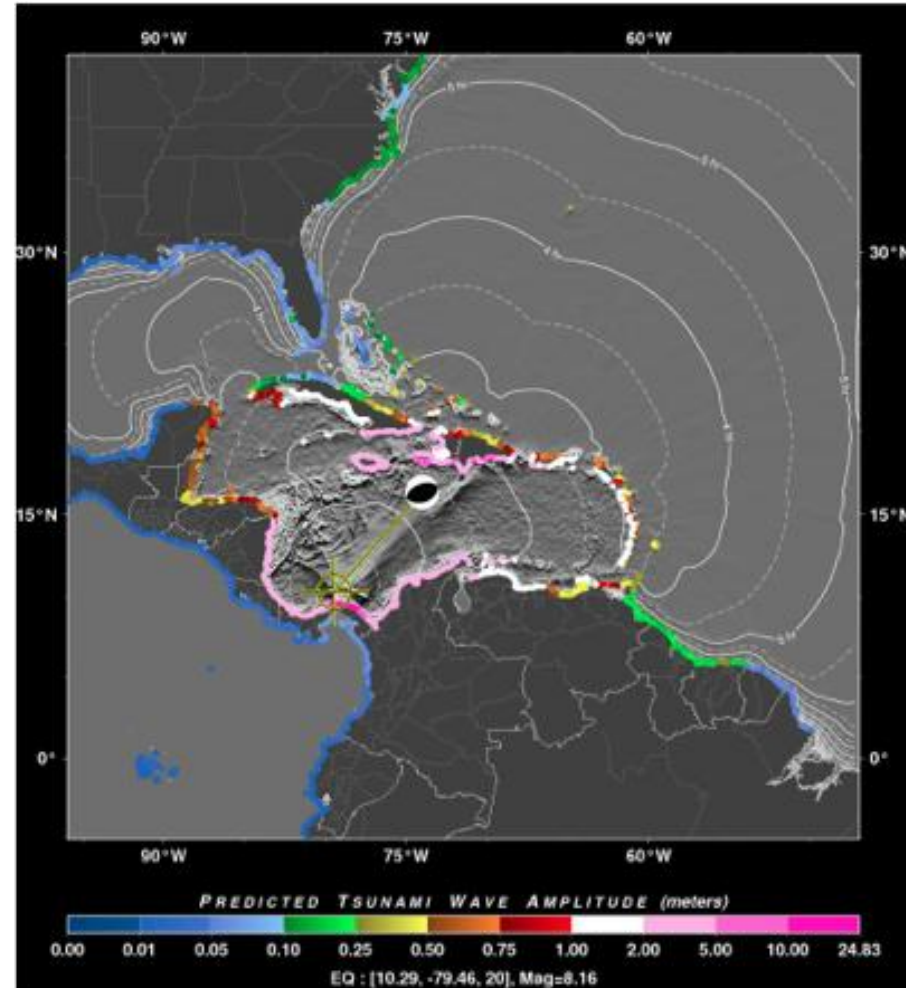 90°W 75°W 60°W
30°N 30°N
15°N 15°N
0° 0°
90°W 75°W 60°W
PREDICTED TSUNAMI WAVE AMPLITUDE (meters)
0.00 0.01 0.05 0.10 0.25 0.50 0.75 1.00 2.00 5.00 10.00 24.83
EQ : [10.29, -79.46, 20], Mag=8.16